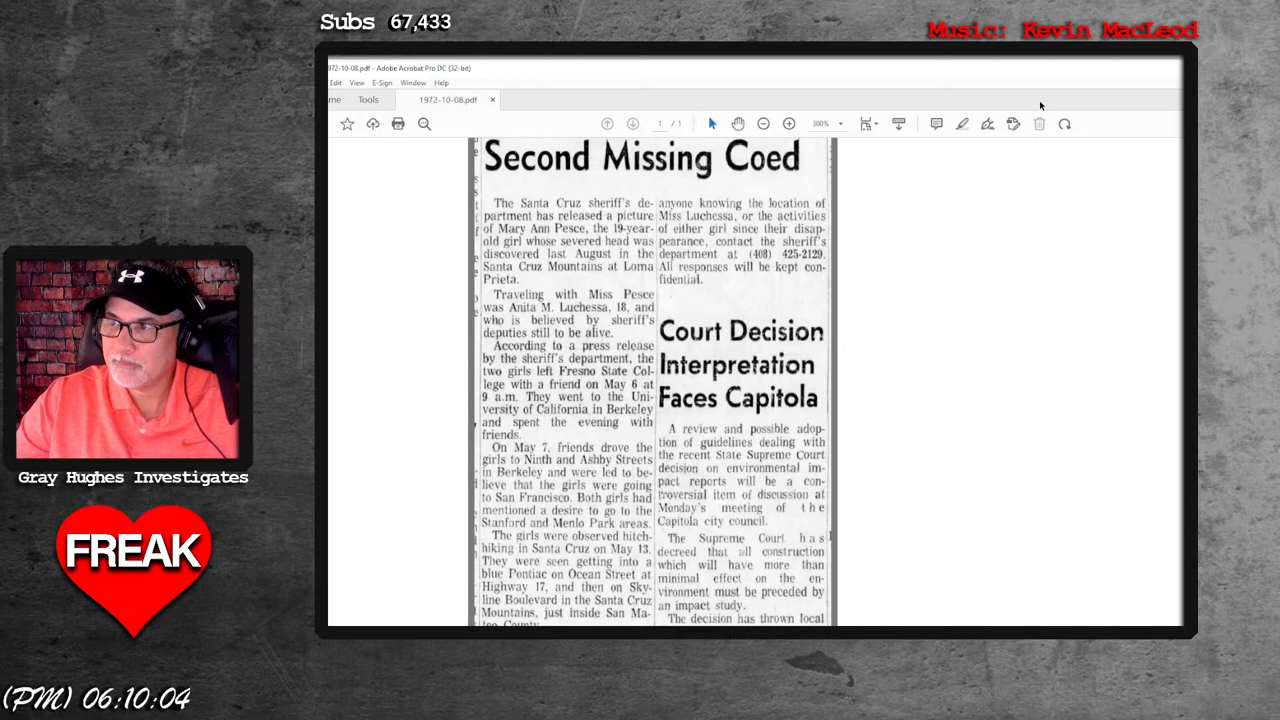 Subs 67,433
Music: Kevin MacLeod
972-10-08.pdf - Adobe Acrobat Pro DC (32-bit)
Edit View E-Sign Window Help
me Tools 1972-10-08.pdf ×
1 / 1 300%
Second Missing Coed
The Santa Cruz sheriff's de-
partment has released a picture
of Mary Ann Pesce, the 19-year-
old girl whose severed head was
discovered last August in the
Santa Cruz Mountains at Loma
Prieta.
Traveling with Miss Pesce
was Anita M. Luchessa, 18, and
who is believed by sheriff's
deputies still to be alive.
According to a press release
by the sheriff's department, the
two girls left Fresno State Col-
lege with a friend on May 6 at
9 a.m. They went to the Uni-
versity of California in Berkeley
and spent the evening with
friends.
On May 7, friends drove the
girls to Ninth and Ashby Streets
in Berkeley and were led to be-
lieve that the girls were going
to San Francisco. Both girls had
mentioned a desire to go to the
Stanford and Menlo Park areas.
The girls were observed hitch-
hiking in Santa Cruz on May 13.
They were seen getting into a
blue Pontiac on Ocean Street at
Highway 17, and then on Sky-
line Boulevard in the Santa Cruz
Mountains, just inside San Ma-
teo County.
anyone knowing the location of
Miss Luchessa, or the activities
of either girl since their disap-
pearance, contact the sheriff's
department at (408) 425-2129.
All responses will be kept con-
fidential.
Court Decision
Interpretation
Faces Capitola
A review and possible adop-
tion of guidelines dealing with
the recent State Supreme Court
decision on environmental im-
pact reports will be a con-
troversial item of discussion at
Monday's meeting of the
Capitola city council.
The Supreme Court has
decreed that all construction
which will have more than
minimal effect on the en-
vironment must be preceded by
an impact study.
The decision has thrown local
Gray Hughes Investigates
FREAK
(PM) 06:10:04